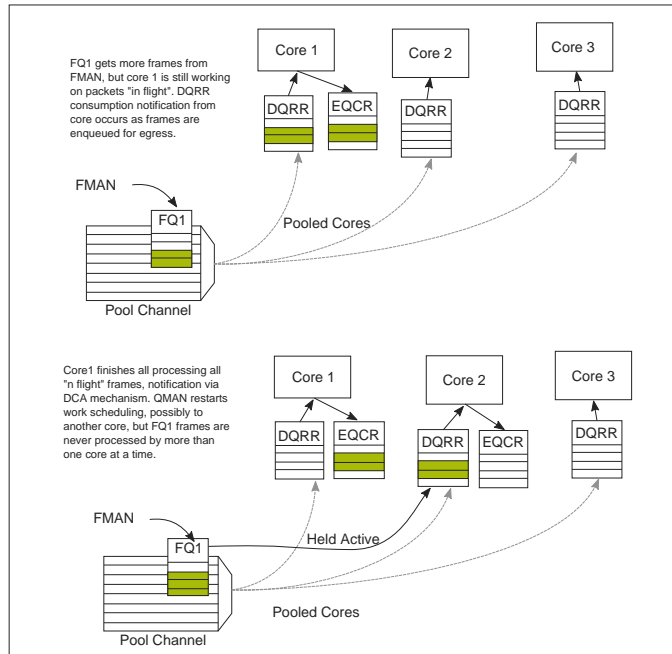 FQ1 gets more frames from
FMAN, but core 1 is still working
on packets "in flight". DQRR
consumption notification from
core occurs as frames are
enqueued for egress.
Core 1
Core 2
Core 3
DQRR
EQCR
DQRR
DQRR
FMAN
FQ1
Pooled Cores
Pool Channel
Core1 finishes all processing all
"n flight" frames, notification via
DCA mechanism. QMAN restarts
work scheduling, possibly to
another core, but FQ1 frames are
never processed by more than
one core at a time.
Core 1
Core 2
Core 3
DQRR
EQCR
DQRR
EQCR
DQRR
FMAN
FQ1
Held Active
Pooled Cores
Pool Channel